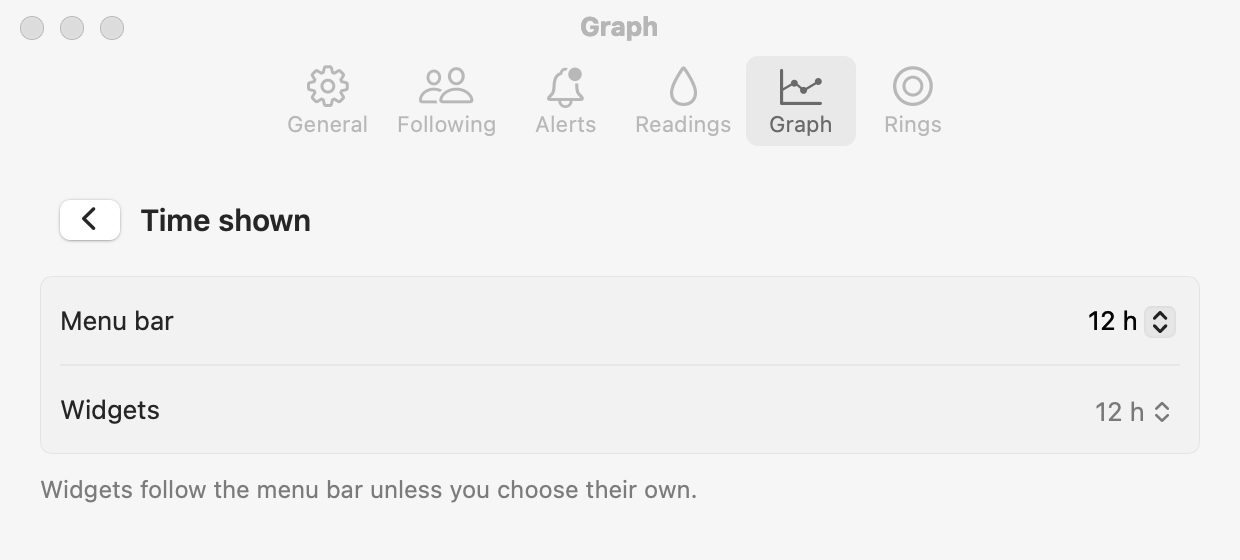 Graph
General Following Alerts Readings Graph Rings
Time shown
Menu bar 12 h
Widgets 12 h
Widgets follow the menu bar unless you choose their own.